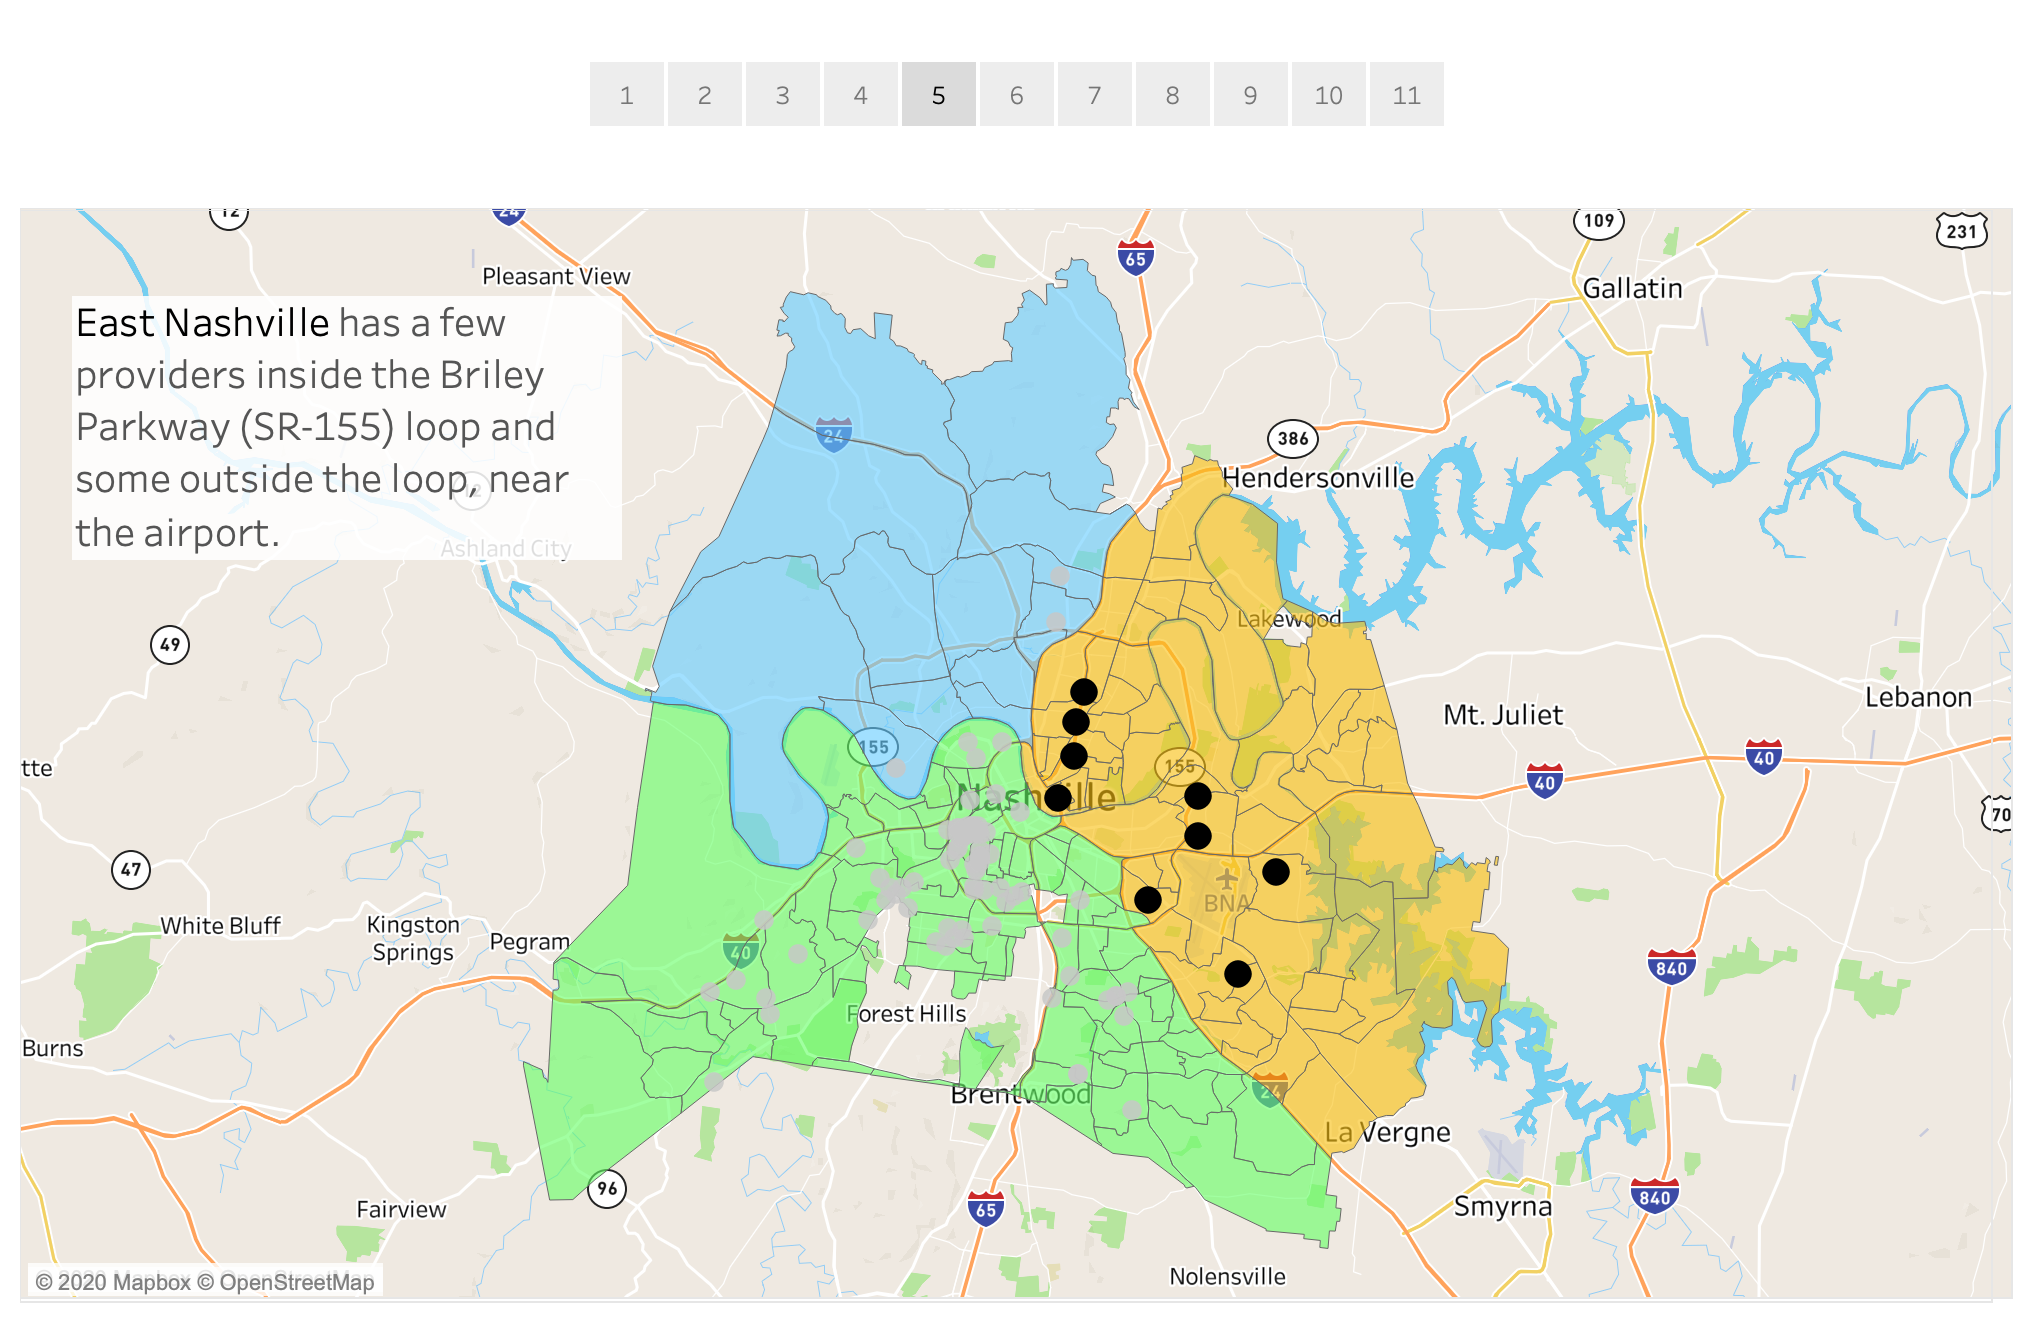 1 2 3 4 5 6 7 8 9 10 11
12
24
65
109
231
Pleasant View
Gallatin
East Nashville has a few
providers inside the Briley
Parkway (SR-155) loop and
some outside the loop, near
the airport.
24
386
Hendersonville
12
Ashland City
Lakewood
49
Lebanon
Mt. Juliet
155
155
40
40
tte
Nashville
70
47
BNA
White Bluff
Kingston
Springs
Pegram
40
840
Forest Hills
Burns
Brentwood
24
La Vergne
96
840
Fairview
65
Smyrna
Nolensville
© 2020 Mapbox © OpenStreetMap